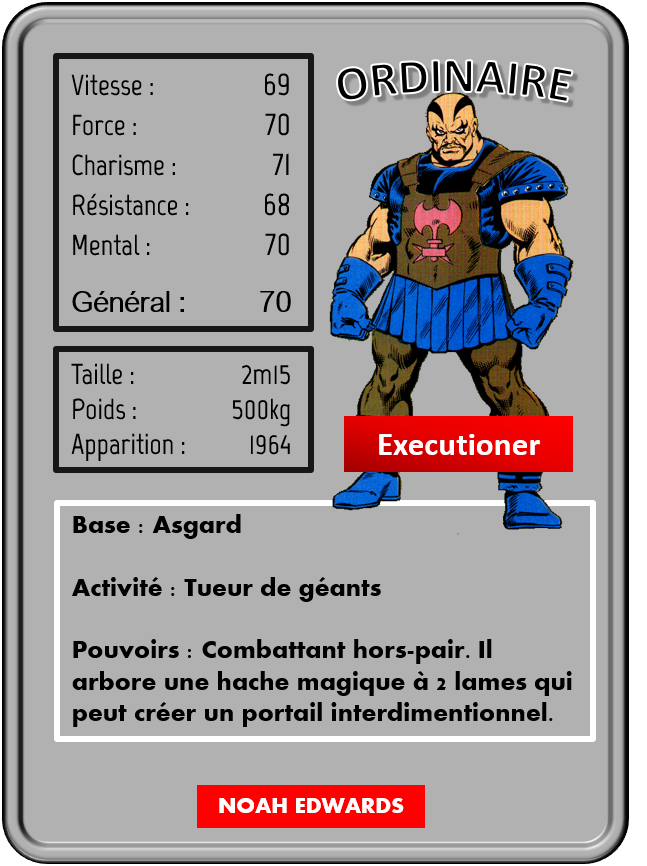 ORDINAIRE
Vitesse : 69
Force : 70
Charisme : 71
Résistance : 68
Mental : 70
Général : 70
Taille : 2m15
Poids : 500kg
Apparition : 1964
Executioner
Base : Asgard
Activité : Tueur de géants
Pouvoirs : Combattant hors-pair. Il
arbore une hache magique à 2 lames qui
peut créer un portail interdimentionnel.
NOAH EDWARDS